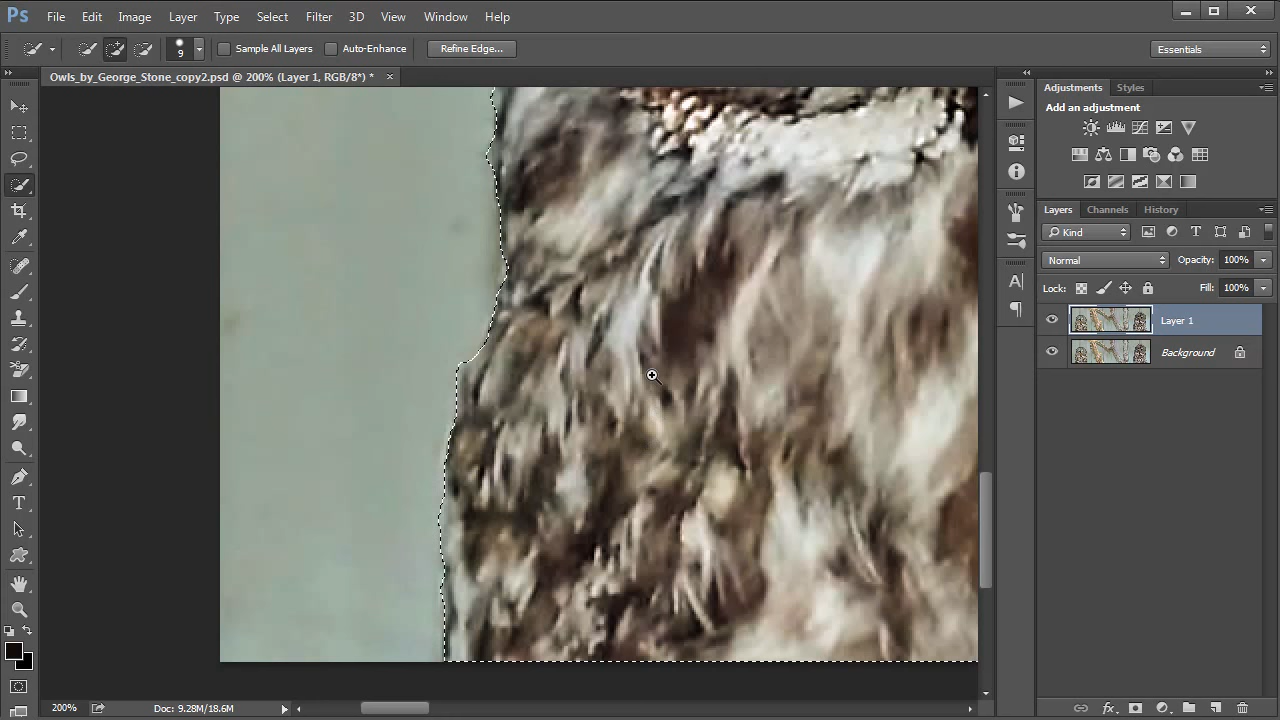 Ps File Edit Image Layer Type Select Filter 3D View Window Help
9 Sample All Layers Auto-Enhance Refine Edge... Essentials
Owls_by_George_Stone_copy2.psd @ 200% (Layer 1, RGB/8*) * ×
Adjustments Styles
Add an adjustment
Layers Channels History
Kind
Normal Opacity: 100%
Lock: Fill: 100%
Layer 1
Background
200% Doc: 9.28M/18.6M